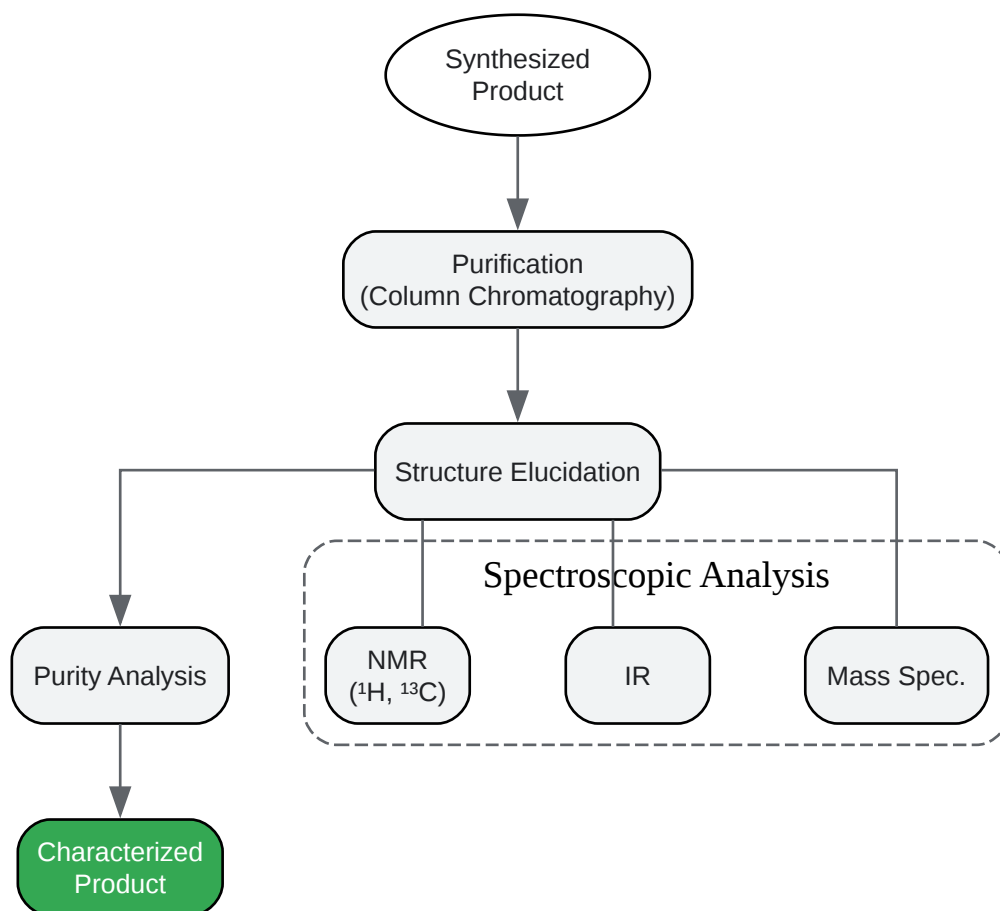 Synthesized
Product
Purification
(Column Chromatography)
Structure Elucidation
Spectroscopic Analysis
Purity Analysis
NMR
(¹H, ¹³C)
IR
Mass Spec.
Characterized
Product